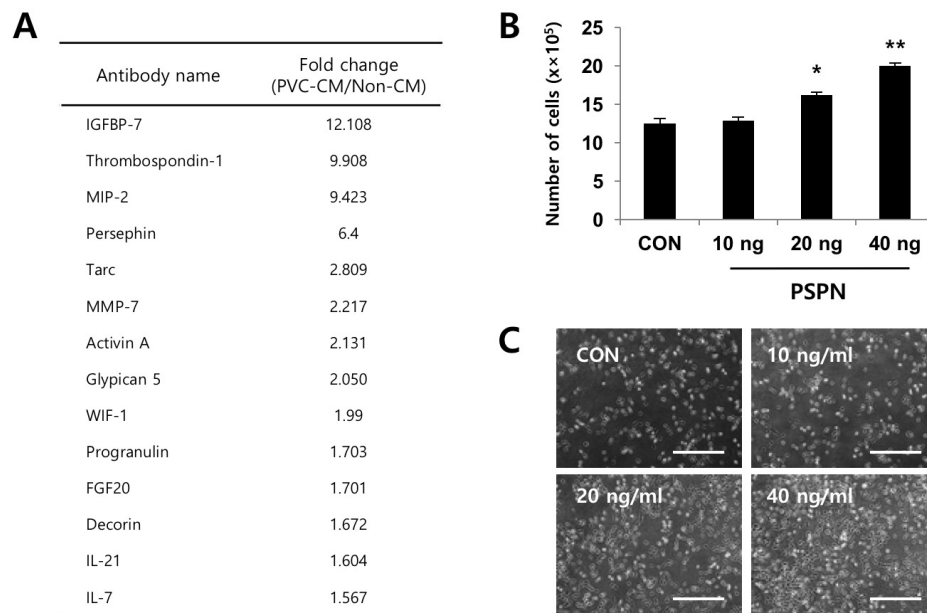 A
Antibody name
Fold change
(PVC-CM/Non-CM)
IGFBP-7 12.108
Thrombospondin-1 9.908
MIP-2 9.423
Persephin 6.4
Tarc 2.809
MMP-7 2.217
Activin A 2.131
Glypican 5 2.050
WIF-1 1.99
Progranulin 1.703
FGF20 1.701
Decorin 1.672
IL-21 1.604
IL-7 1.567
B
Number of cells (x×10⁵)
25
20
15
10
5
0
*
**
CON 10 ng 20 ng 40 ng
PSPN
C
CON 10 ng/ml
20 ng/ml 40 ng/ml